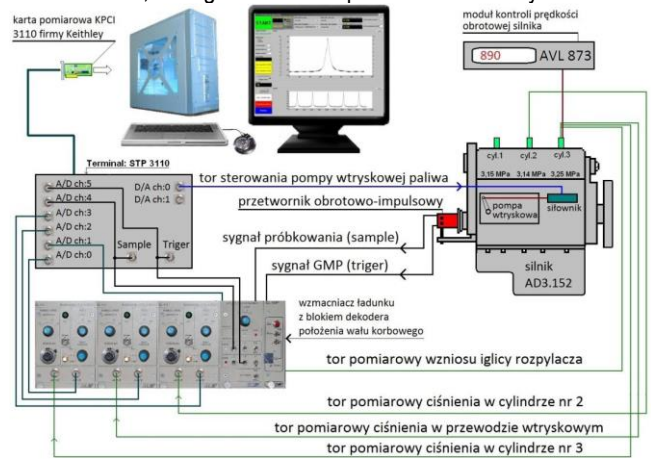 karta pomiarowa KPCI
3110 firmy Keithley
START
moduł kontroli prędkości
obrotowej silnika
890 AVL 873
Terminal: STP 3110
A/D ch:5
A/D ch:4
A/D ch:3
A/D ch:2
A/D ch:1
A/D ch:0
D/A ch:0
D/A ch:1
Sample
Triger
tor sterowania pompy wtryskowej paliwa
przetwornik obrotowo-impulsowy
sygnał próbkowania (sample)
sygnał GMP (triger)
cyl.1 cyl.2 cyl.3
3,15 MPa 3,14 MPa 3,25 MPa
pompa
wtryskowa
siłownik
silnik
AD3.152
wzmacniacz ładunku
z blokiem dekodera
położenia wału korbowego
tor pomiarowy wzniosu iglicy rozpylacza
tor pomiarowy ciśnienia w cylindrze nr 2
tor pomiarowy ciśnienia w przewodzie wtryskowym
tor pomiarowy ciśnienia w cylindrze nr 3